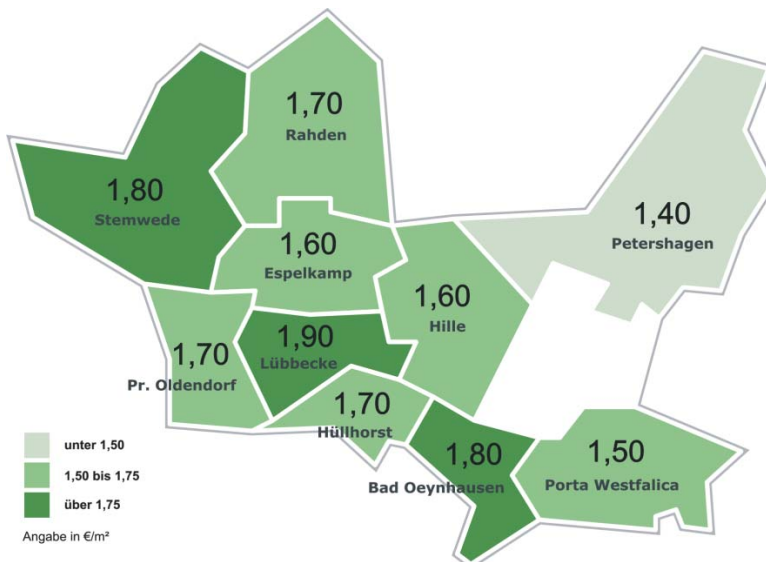 1,70
Rahden
1,80
Stemwede
1,40
Petershagen
1,60
Espelkamp
1,60
Hille
1,90
Lübbecke
1,70
Pr. Oldendorf
1,70
Hüllhorst
1,80
Bad Oeynhausen
1,50
Porta Westfalica
unter 1,50
1,50 bis 1,75
über 1,75
Angabe in €/m²